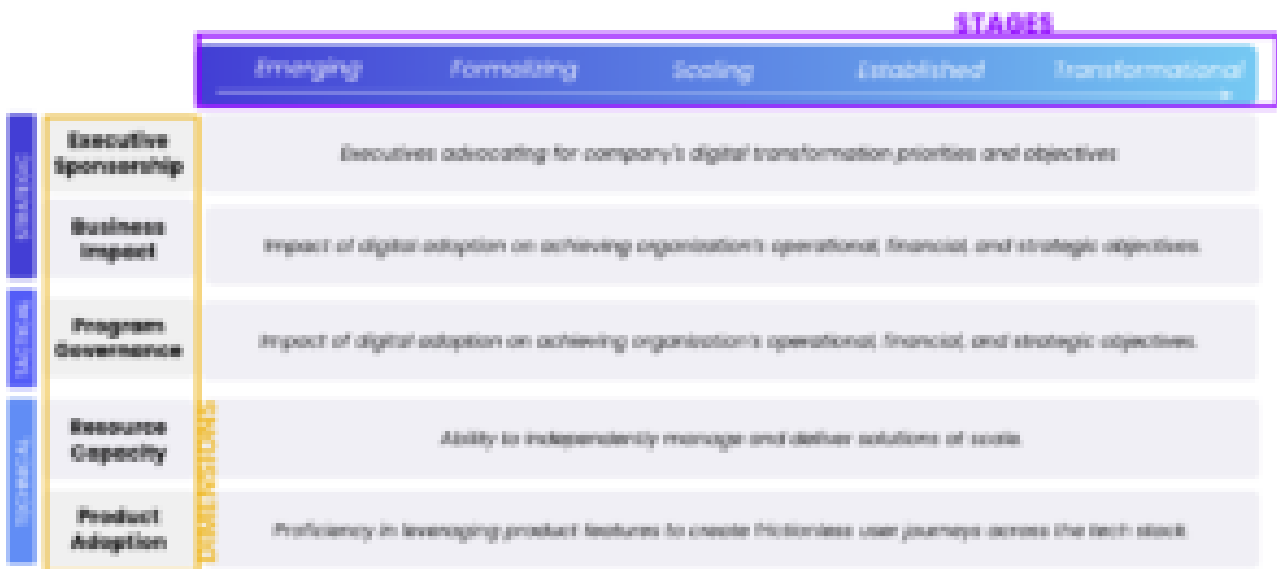 STAGES
Emerging Formalizing Scaling Established Transformational
STRATEGIC
Executive
Sponsorship
Executives advocating for company's digital transformation priorities and objectives
Business
Impact
Impact of digital adoption on achieving organization's operational, financial, and strategic objectives.
TACTICAL
Program
Governance
Impact of digital adoption on achieving organization's operational, financial, and strategic objectives.
TECHNICAL
DIMENSIONS
Resource
Capacity
Ability to independently manage and deliver solutions at scale.
Product
Adoption
Proficiency in leveraging product features to create frictionless user journeys across the tech stack.